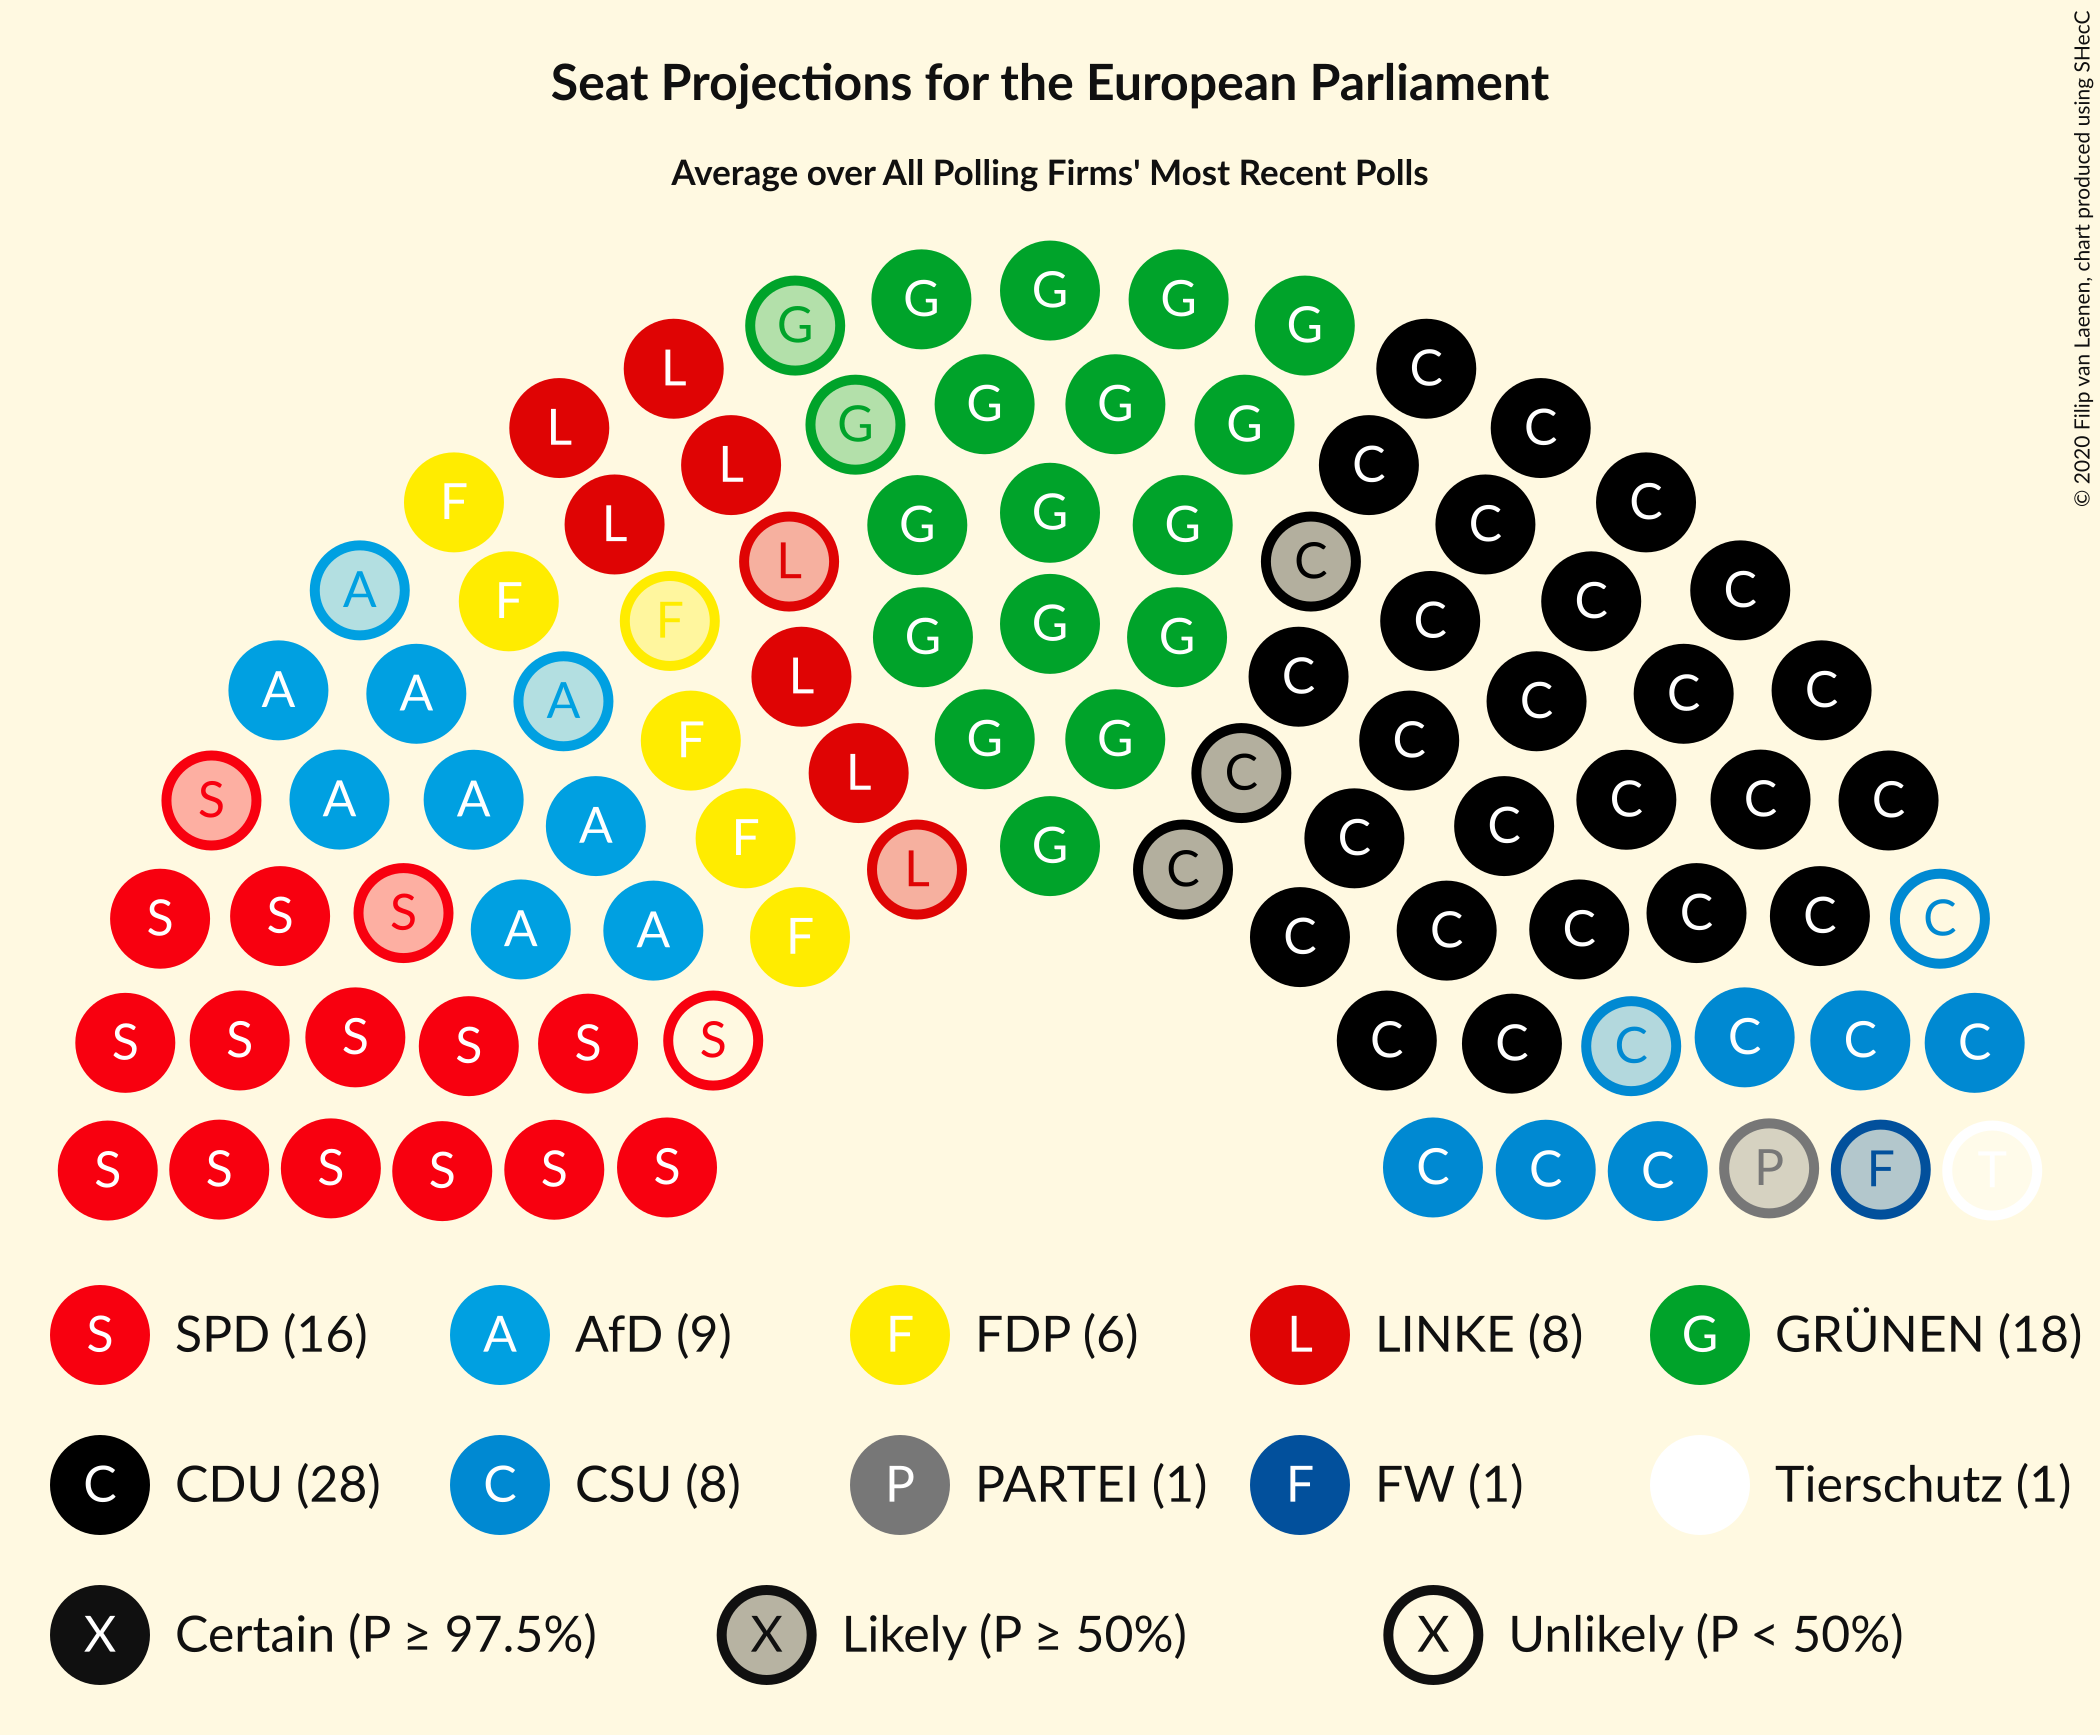 Seat Projections for the European Parliament
Average over All Polling Firms' Most Recent Polls
© 2020 Filip van Laenen, chart produced using SHecC
G G G G G
L C
L G G G G C
L C
F L G G G C C
L C C
A F F L G G G C C C C
A A A F L G G C C C C C
S A A A F L G C C C C C C
S S S A A F C C C C C C
S S S S S S C C C C C C
S S S S S S C C C P F T
S SPD (16) A AfD (9) F FDP (6) L LINKE (8) G GRÜNEN (18)
C CDU (28) C CSU (8) P PARTEI (1) F FW (1) Tierschutz (1)
X Certain (P ≥ 97.5%) X Likely (P ≥ 50%) X Unlikely (P < 50%)